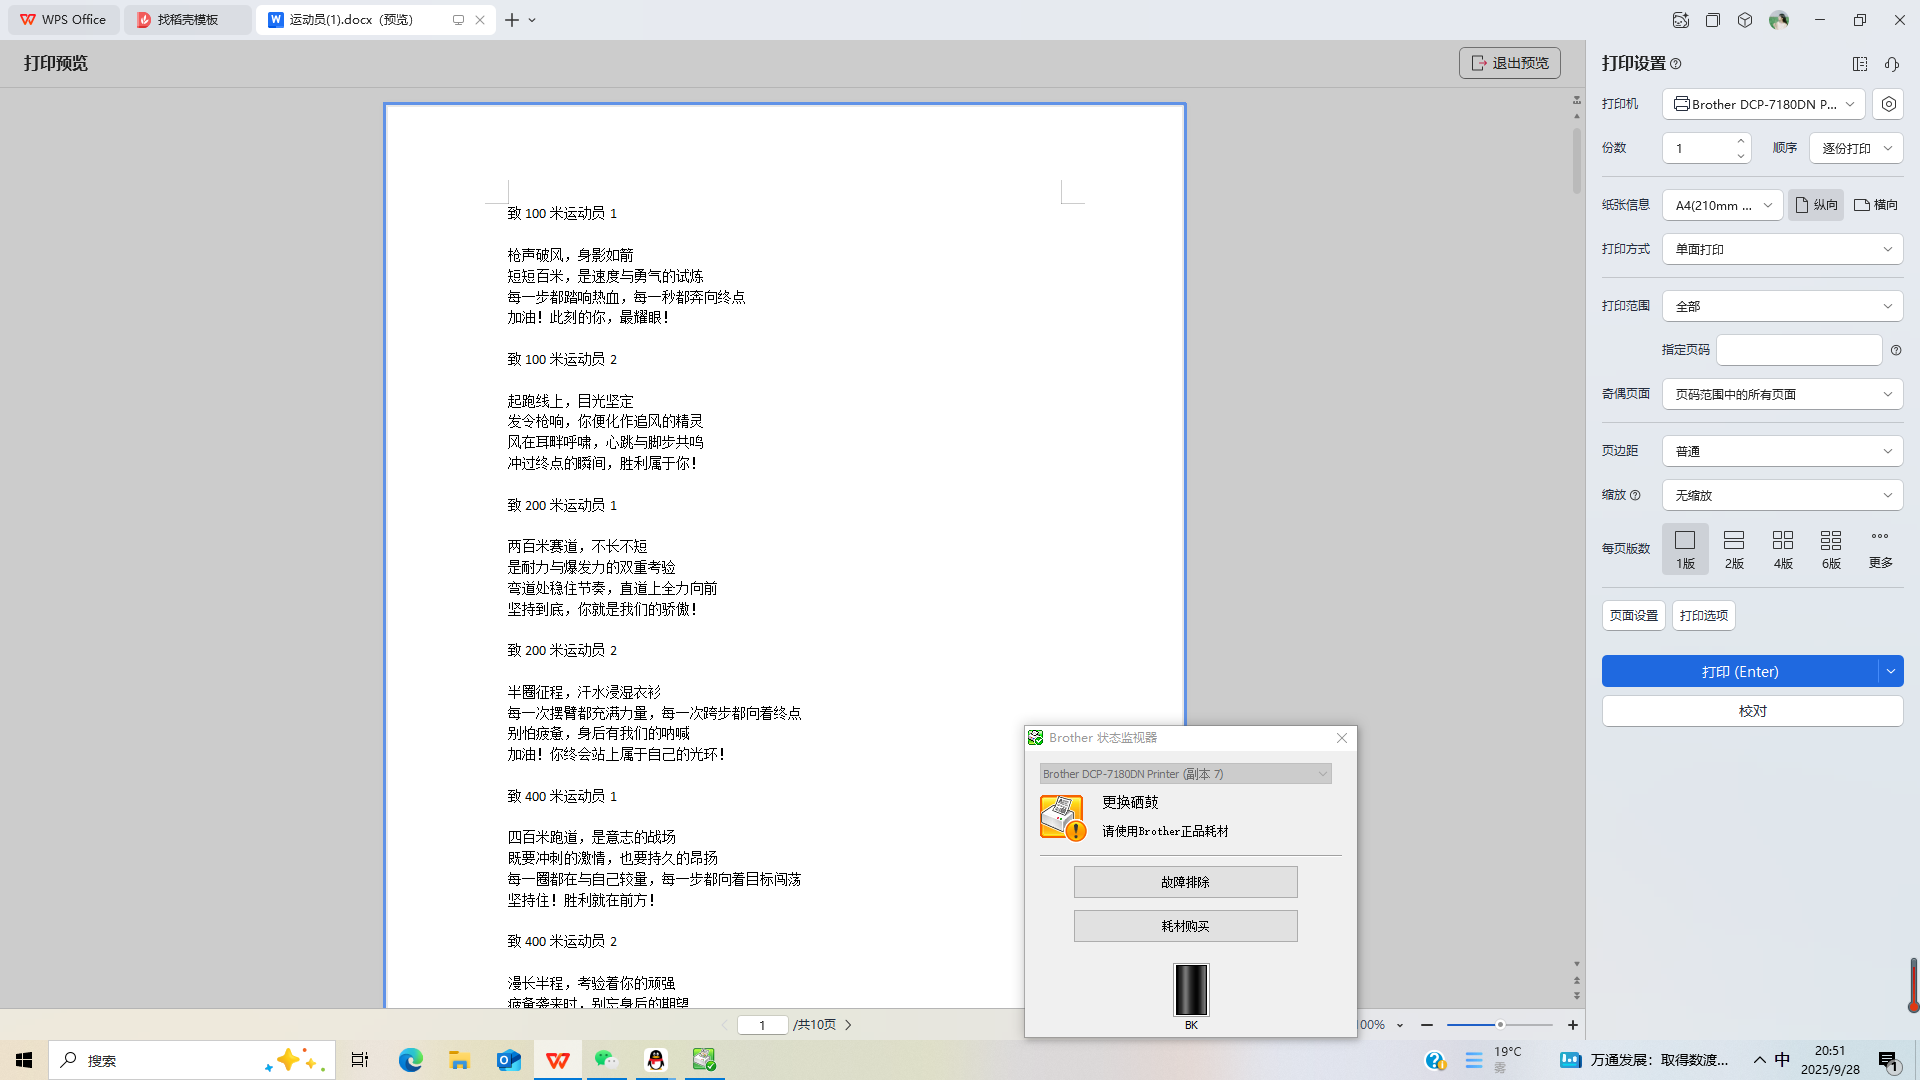 WPS Office
找稻壳模板
运动员(1).docx（预览）
打印预览
退出预览
致 100 米运动员 1
枪声破风，身影如箭
短短百米，是速度与勇气的试炼
每一步都踏响热血，每一秒都奔向终点
加油！此刻的你，最耀眼！
致 100 米运动员 2
起跑线上，目光坚定
发令枪响，你便化作追风的精灵
风在耳畔呼啸，心跳与脚步共鸣
冲过终点的瞬间，胜利属于你！
致 200 米运动员 1
两百米赛道，不长不短
是耐力与爆发力的双重考验
弯道处稳住节奏，直道上全力向前
坚持到底，你就是我们的骄傲！
致 200 米运动员 2
半圈征程，汗水浸湿衣衫
每一次摆臂都充满力量，每一次跨步都向着终点
别怕疲惫，身后有我们的呐喊
加油！你终会站上属于自己的光环！
致 400 米运动员 1
四百米跑道，是意志的战场
既要冲刺的激情，也要持久的昂扬
每一圈都在与自己较量，每一步都向着目标闯荡
坚持住！胜利就在前方！
致 400 米运动员 2
漫长半程，考验着你的顽强
疲惫袭来时，别忘身后的期望
打印设置
打印机
Brother DCP-7180DN P...
份数
1
顺序
逐份打印
纸张信息
A4(210mm ...
纵向
横向
打印方式
单面打印
打印范围
全部
指定页码
奇偶页面
页码范围中的所有页面
页边距
普通
缩放
无缩放
每页版数
1版
2版
4版
6版
更多
页面设置
打印选项
打印 (Enter)
校对
Brother 状态监视器
Brother DCP-7180DN Printer (副本 7)
更换硒鼓
请使用Brother正品耗材
故障排除
耗材购买
BK
1
/共10页
00%
搜索
19°C
雾
万通发展：取得数渡...
中
20:51
2025/9/28
1